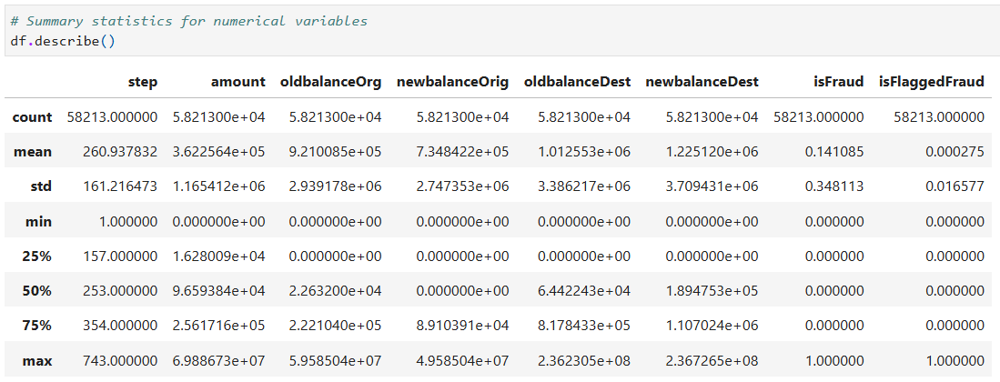 # Summary statistics for numerical variables
df.describe()
step amount oldbalanceOrg newbalanceOrig oldbalanceDest newbalanceDest isFraud isFlaggedFraud
count 58213.000000 5.821300e+04 5.821300e+04 5.821300e+04 5.821300e+04 5.821300e+04 58213.000000 58213.000000
mean 260.937832 3.622564e+05 9.210085e+05 7.348422e+05 1.012553e+06 1.225120e+06 0.141085 0.000275
std 161.216473 1.165412e+06 2.939178e+06 2.747353e+06 3.386217e+06 3.709431e+06 0.348113 0.016577
min 1.000000 0.000000e+00 0.000000e+00 0.000000e+00 0.000000e+00 0.000000e+00 0.000000 0.000000
25% 157.000000 1.628009e+04 0.000000e+00 0.000000e+00 0.000000e+00 0.000000e+00 0.000000 0.000000
50% 253.000000 9.659384e+04 2.263200e+04 0.000000e+00 6.442243e+04 1.894753e+05 0.000000 0.000000
75% 354.000000 2.561716e+05 2.221040e+05 8.910391e+04 8.178433e+05 1.107024e+06 0.000000 0.000000
max 743.000000 6.988673e+07 5.958504e+07 4.958504e+07 2.362305e+08 2.367265e+08 1.000000 1.000000